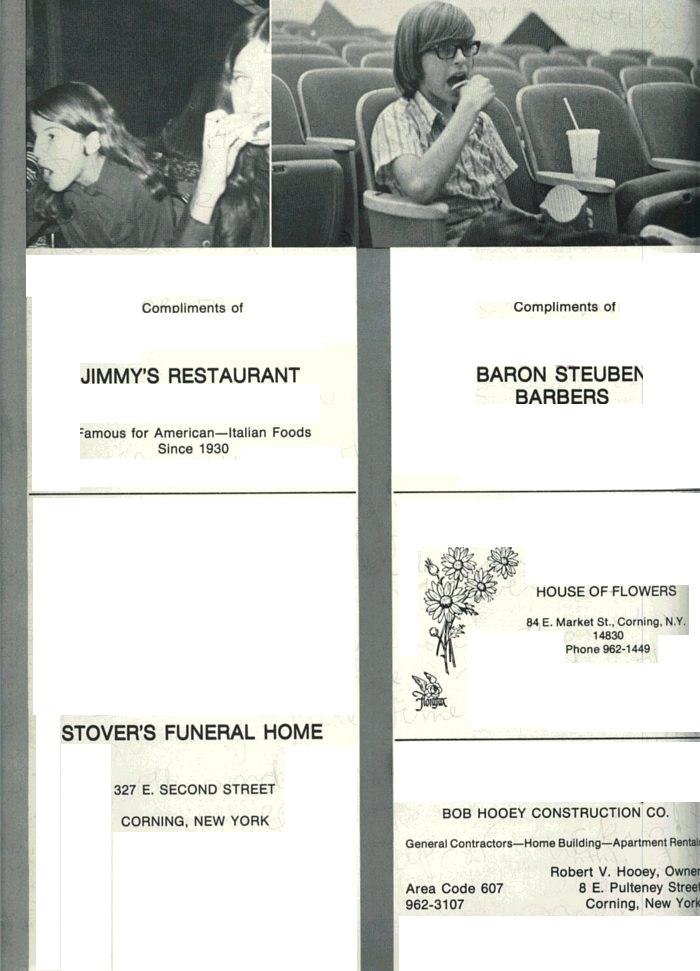 Compliments of
JIMMY'S RESTAURANT
Famous for American—Italian Foods
Since 1930
STOVER'S FUNERAL HOME
327 E. SECOND STREET
CORNING, NEW YORK
Compliments of
BARON STEUBEN
BARBERS
HOUSE OF FLOWERS
84 E. Market St., Corning, N.Y.
14830
Phone 962-1449
florafax
BOB HOOEY CONSTRUCTION CO.
General Contractors—Home Building—Apartment Rentals
Robert V. Hooey, Owner
Area Code 607 8 E. Pulteney Street
962-3107 Corning, New York